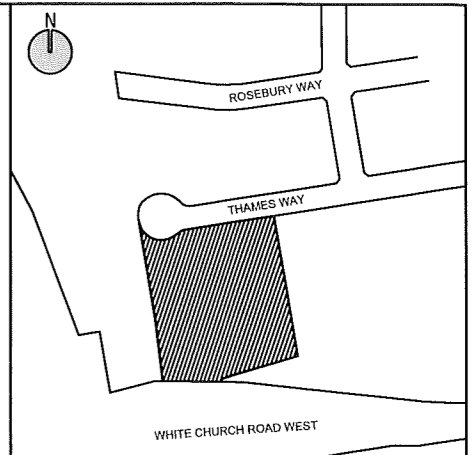 N
ROSEBURY WAY
THAMES WAY
WHITE CHURCH ROAD WEST